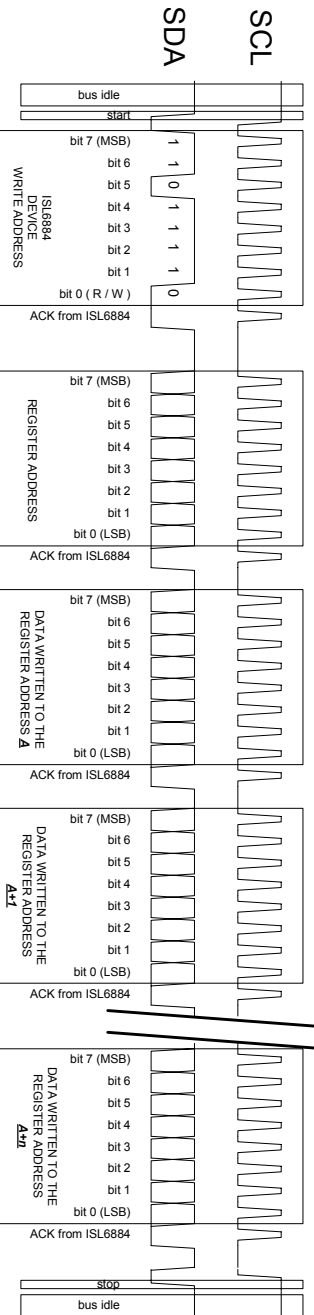 SCL
SDA
bus idle
start
bit 7 (MSB)
bit 6
bit 5
bit 4
bit 3
bit 2
bit 1
bit 0 ( R / W )
1
1
0
1
1
1
1
0
ISL6884
DEVICE
WRITE ADDRESS
ACK from ISL6884
bit 7 (MSB)
bit 6
bit 5
bit 4
bit 3
bit 2
bit 1
bit 0 (LSB)
REGISTER ADDRESS
ACK from ISL6884
bit 7 (MSB)
bit 6
bit 5
bit 4
bit 3
bit 2
bit 1
bit 0 (LSB)
DATA WRITTEN TO THE
REGISTER ADDRESS A
ACK from ISL6884
bit 7 (MSB)
bit 6
bit 5
bit 4
bit 3
bit 2
bit 1
bit 0 (LSB)
DATA WRITTEN TO THE
REGISTER ADDRESS
A+1
ACK from ISL6884
bit 7 (MSB)
bit 6
bit 5
bit 4
bit 3
bit 2
bit 1
bit 0 (LSB)
DATA WRITTEN TO THE
REGISTER ADDRESS
A+n
ACK from ISL6884
stop
bus idle